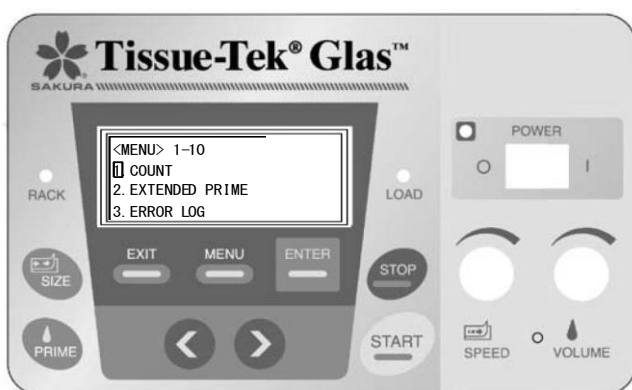 Tissue-Tek® Glas™
SAKURA
<MENU> 1-10
1 COUNT
2. EXTENDED PRIME
3. ERROR LOG
RACK
LOAD
EXIT
MENU
ENTER
SIZE
STOP
PRIME
START
POWER
O
I
SPEED
VOLUME